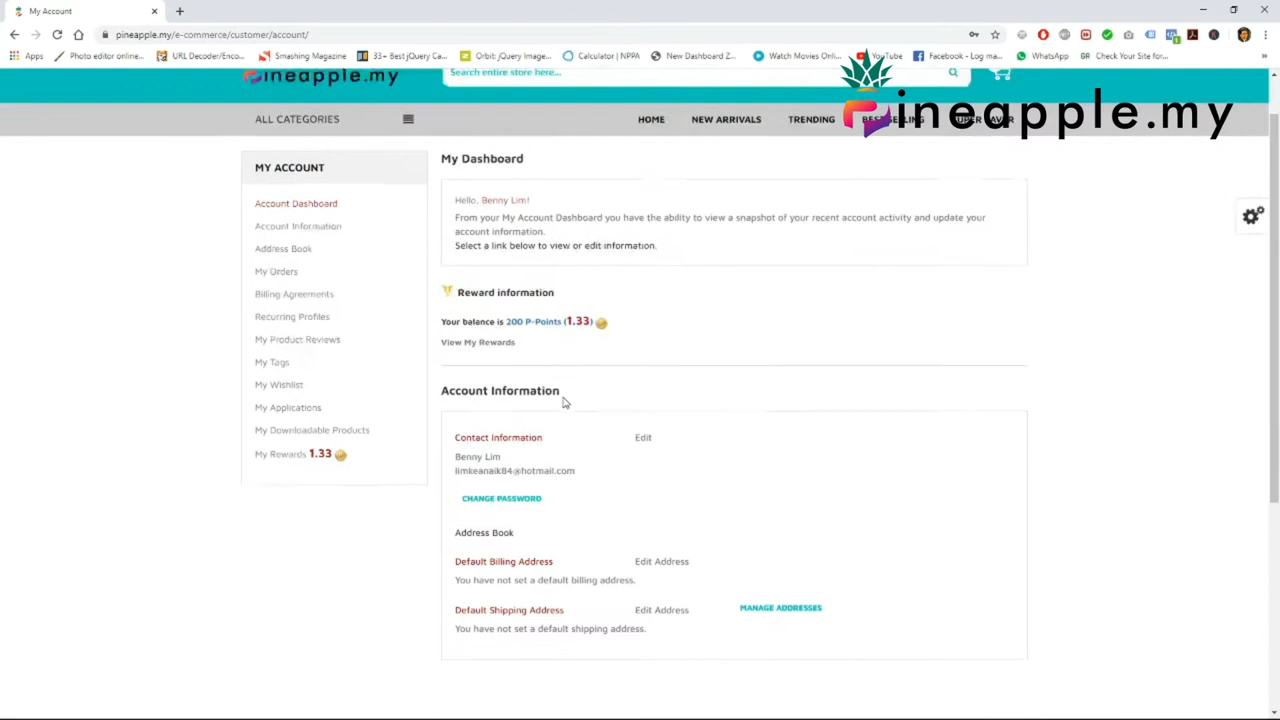 My Account
pineapple.my/e-commerce/customer/account/
Apps
Photo editor online...
URL Decoder/Enco...
Smashing Magazine
33+ Best jQuery Ca...
Orbit: jQuery Image...
Calculator | NPPA
New Dashboard Z...
Watch Movies Onli...
YouTube
Facebook - Log ma...
WhatsApp
Check Your Site for...
Pineapple.my
Search entire store here...
Pineapple.my
ALL CATEGORIES
HOME
NEW ARRIVALS
TRENDING
MY ACCOUNT
Account Dashboard
Account Information
Address Book
My Orders
Billing Agreements
Recurring Profiles
My Product Reviews
My Tags
My Wishlist
My Applications
My Downloadable Products
My Rewards 1.33
My Dashboard
Hello, Benny Lim!
From your My Account Dashboard you have the ability to view a snapshot of your recent account activity and update your
account information.
Select a link below to view or edit information.
Reward information
Your balance is 200 P-Points (1.33)
View My Rewards
Account Information
Contact Information
Edit
Benny Lim
limkeanaik84@hotmail.com
CHANGE PASSWORD
Address Book
Default Billing Address
Edit Address
You have not set a default billing address.
Default Shipping Address
Edit Address
MANAGE ADDRESSES
You have not set a default shipping address.